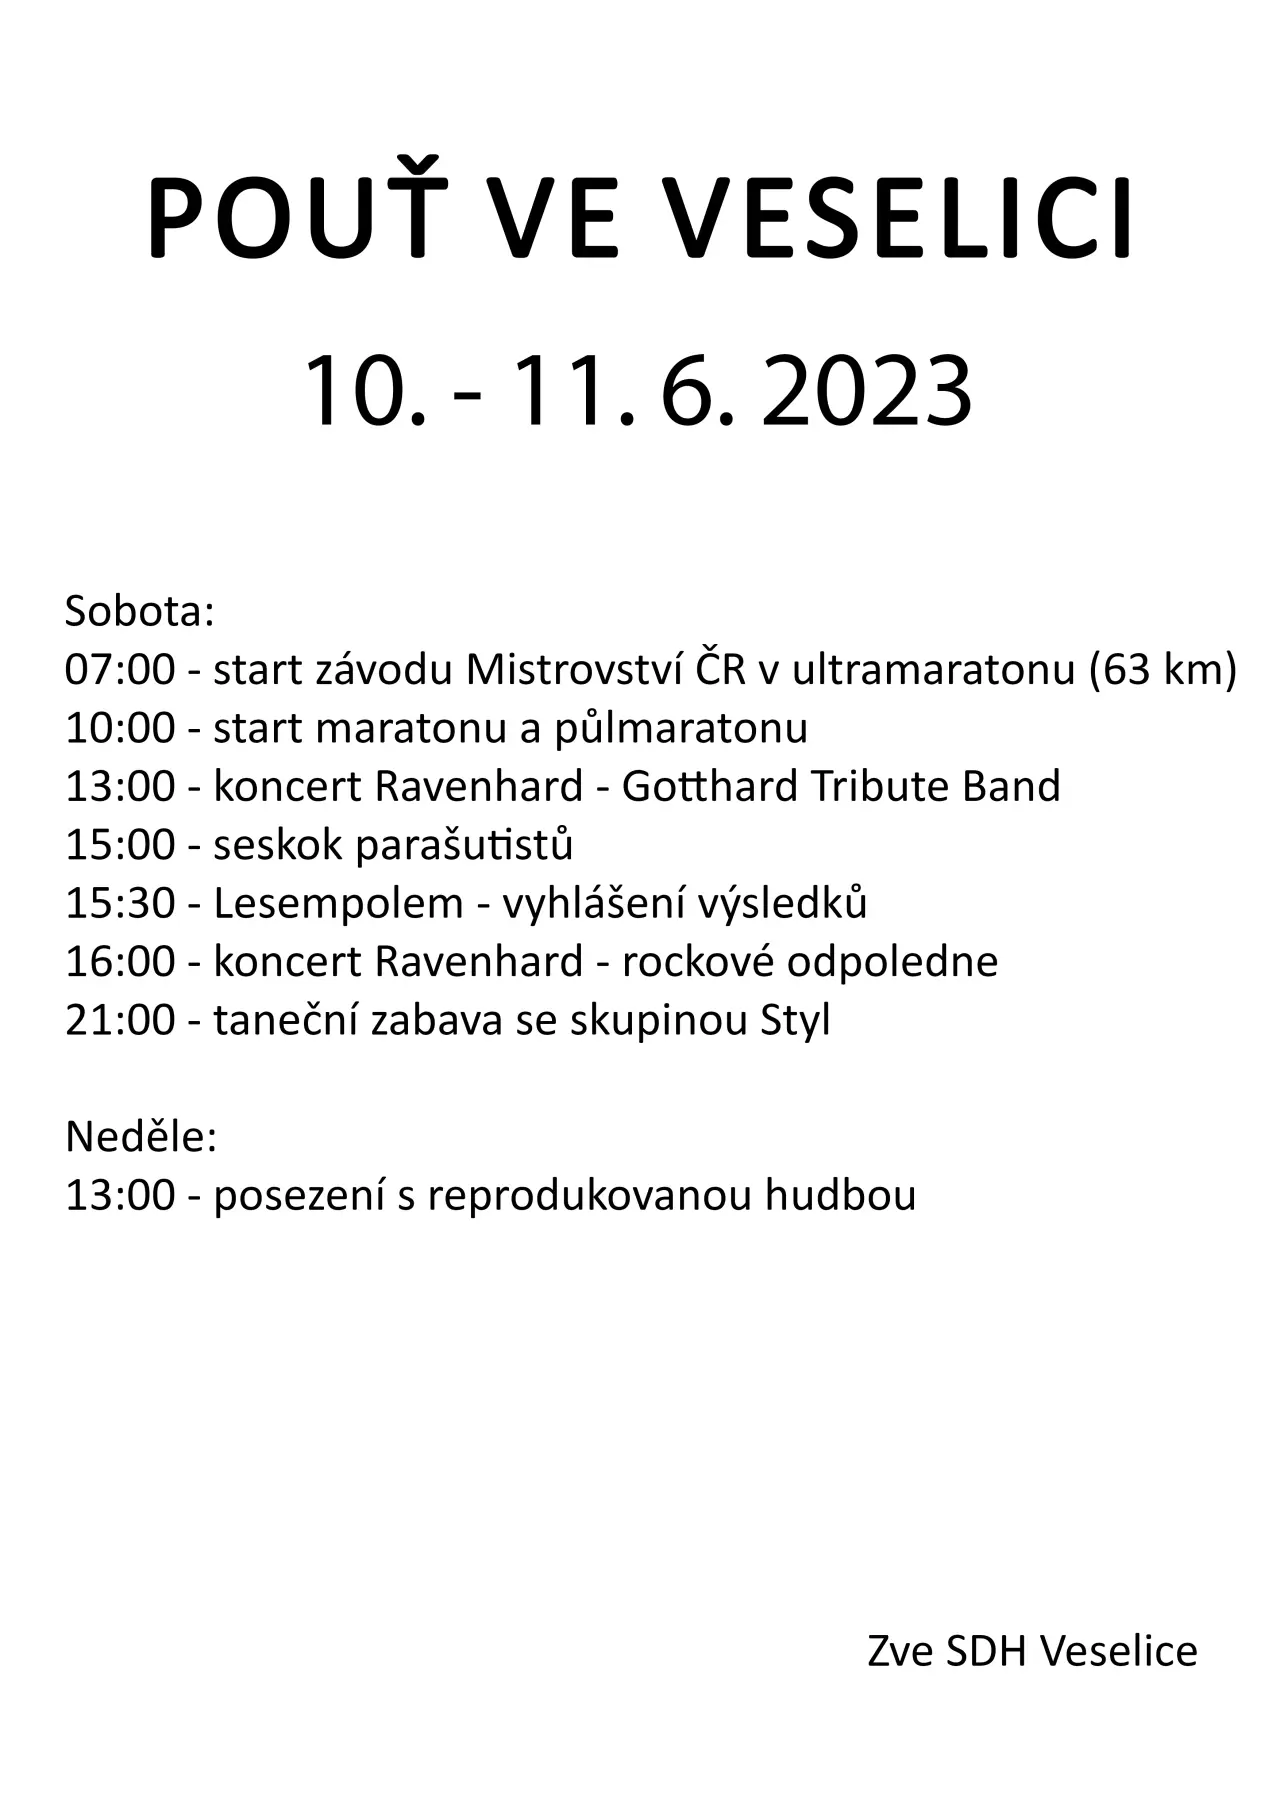 POUŤ VE VESELICI
10. - 11. 6. 2023
Sobota:
07:00 - start závodu Mistrovství ČR v ultramaratonu (63 km)
10:00 - start maratonu a půlmaratonu
13:00 - koncert Ravenhard - Gotthard Tribute Band
15:00 - seskok parašutistů
15:30 - Lesempolem - vyhlášení výsledků
16:00 - koncert Ravenhard - rockové odpoledne
21:00 - taneční zabava se skupinou Styl
Neděle:
13:00 - posezení s reprodukovanou hudbou
Zve SDH Veselice